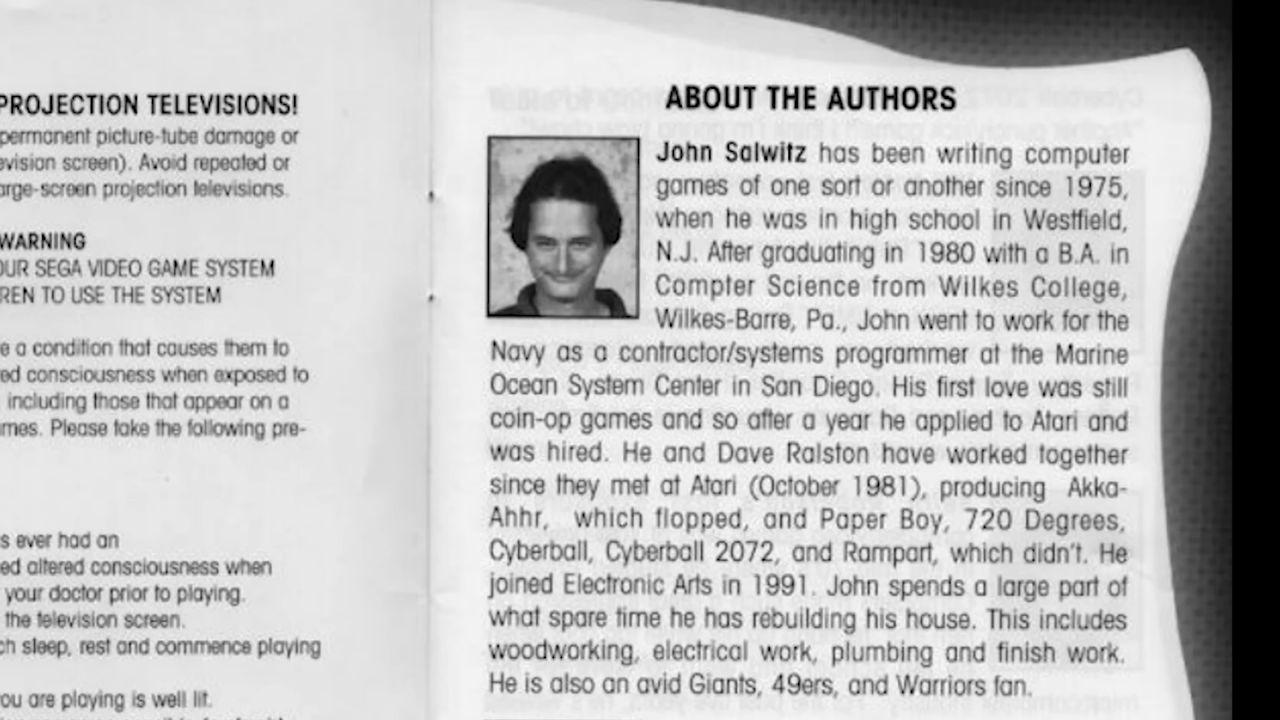 PROJECTION TELEVISIONS!
permanent picture-tube damage or
evision screen). Avoid repeated or
arge-screen projection televisions.
WARNING
OUR SEGA VIDEO GAME SYSTEM
REN TO USE THE SYSTEM
e a condition that causes them to
ed consciousness when exposed to
including those that appear on a
mes. Please take the following pre-
s ever had an
ed altered consciousness when
your doctor prior to playing.
the television screen.
ch sleep, rest and commence playing
ou are playing is well lit.
ABOUT THE AUTHORS
John Salwitz has been writing computer
games of one sort or another since 1975,
when he was in high school in Westfield,
N.J. After graduating in 1980 with a B.A. in
Compter Science from Wilkes College,
Wilkes-Barre, Pa., John went to work for the
Navy as a contractor/systems programmer at the Marine
Ocean System Center in San Diego. His first love was still
coin-op games and so after a year he applied to Atari and
was hired. He and Dave Ralston have worked together
since they met at Atari (October 1981), producing Akka-
Ahhr, which flopped, and Paper Boy, 720 Degrees,
Cyberball, Cyberball 2072, and Rampart, which didn't. He
joined Electronic Arts in 1991. John spends a large part of
what spare time he has rebuilding his house. This includes
woodworking, electrical work, plumbing and finish work.
He is also an avid Giants, 49ers, and Warriors fan.